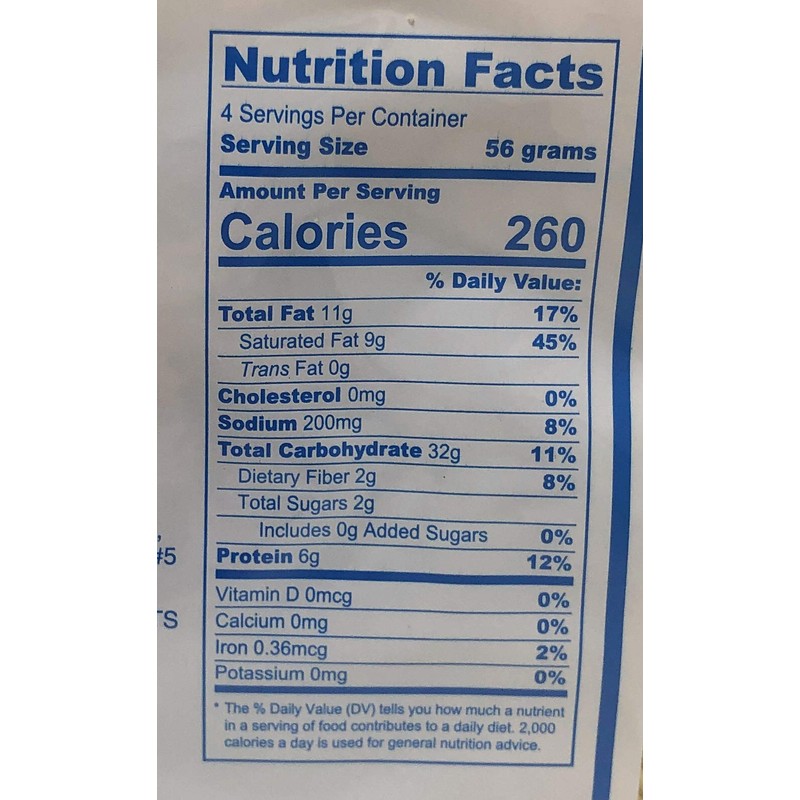 Nutrition Facts
4 Servings Per Container
Serving Size 56 grams
Amount Per Serving
Calories 260
% Daily Value:
Total Fat 11g 17%
Saturated Fat 9g 45%
Trans Fat 0g
Cholesterol 0mg 0%
Sodium 200mg 8%
Total Carbohydrate 32g 11%
Dietary Fiber 2g 8%
Total Sugars 2g
Includes 0g Added Sugars 0%
Protein 6g 12%
Vitamin D 0mcg 0%
Calcium 0mg 0%
Iron 0.36mcg 2%
Potassium 0mg 0%
* The % Daily Value (DV) tells you how much a nutrient
in a serving of food contributes to a daily diet. 2,000
calories a day is used for general nutrition advice.
#5